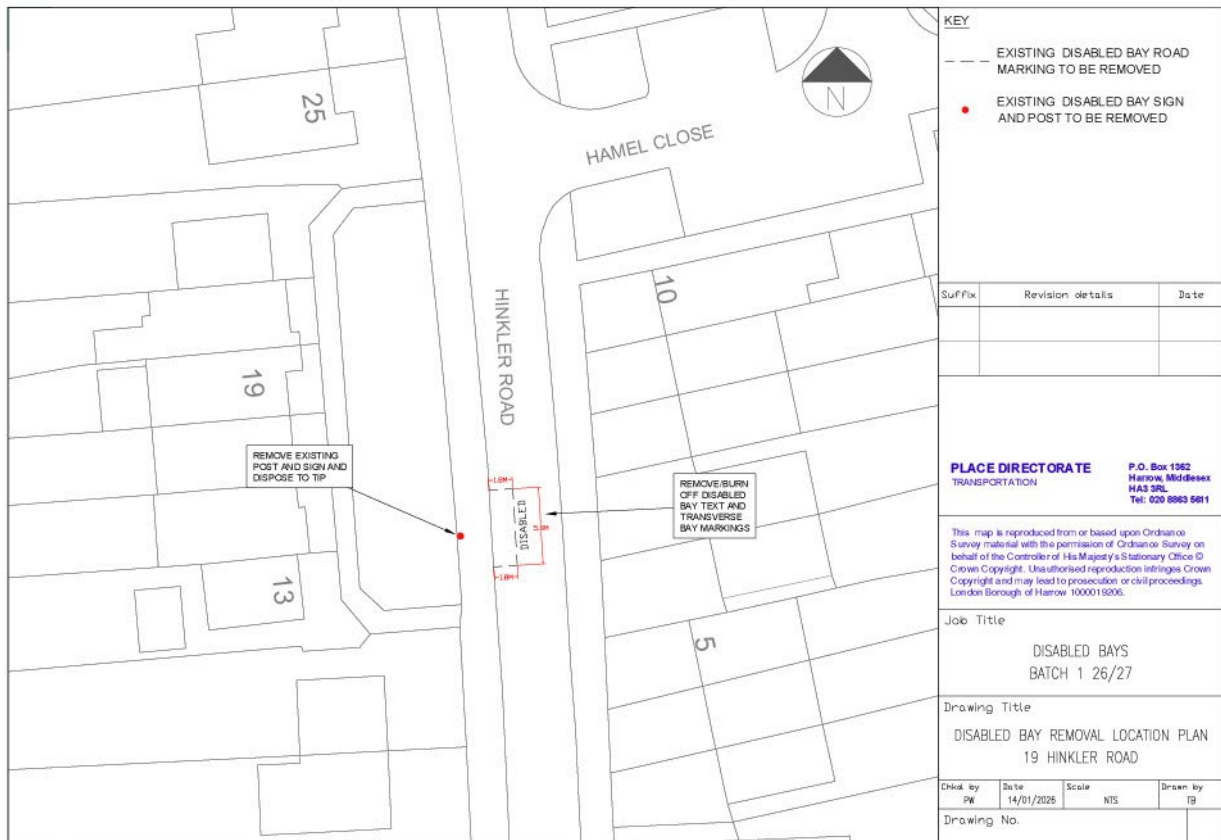 25
HAMEL CLOSE
N
10
HINKLER ROAD
19
REMOVE EXISTING
POST AND SIGN AND
DISPOSE TO TIP
1.8M
DISABLED
REMOVE/BURN
OFF DISABLED
BAY TEXT AND
TRANSVERSE
BAY MARKINGS
1.8M
13
5
KEY
EXISTING DISABLED BAY ROAD
MARKING TO BE REMOVED
EXISTING DISABLED BAY SIGN
AND POST TO BE REMOVED
Suffix Revision details Date
PLACE DIRECTORATE
TRANSPORTATION
P.O. Box 1362
Harrow, Middlesex
HA3 3RL
Tel: 020 8863 5611
This map is reproduced from or based upon Ordnance
Survey material with the permission of Ordnance Survey on
behalf of the Controller of His Majesty's Stationary Office ©
Crown Copyright. Unauthorised reproduction infringes Crown
Copyright and may lead to prosecution or civil proceedings.
London Borough of Harrow 1000019206.
Job Title
DISABLED BAYS
BATCH 1 26/27
Drawing Title
DISABLED BAY REMOVAL LOCATION PLAN
19 HINKLER ROAD
Chkd by Date Scale Drawn by
PW 14/01/2026 NTS TB
Drawing No.